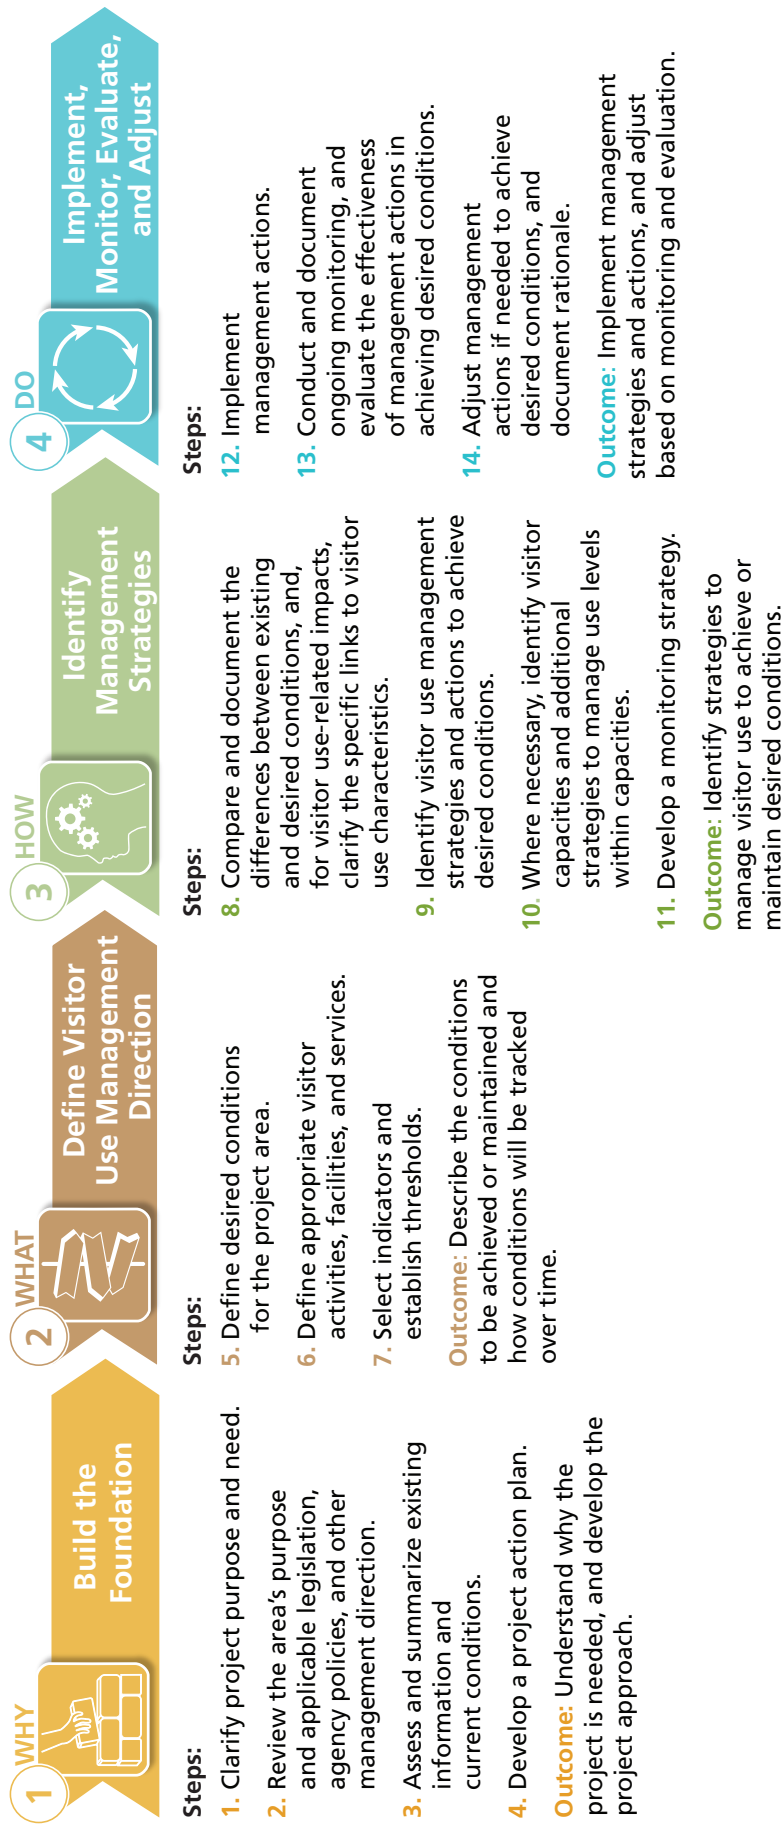 1 WHY
Build the
Foundation
Steps:
1. Clarify project purpose and need.
2. Review the area’s purpose
and applicable legislation,
agency policies, and other
management direction.
3. Assess and summarize existing
information and
current conditions.
4. Develop a project action plan.
Outcome: Understand why the
project is needed, and develop the
project approach.
2 WHAT
Define Visitor
Use Management
Direction
Steps:
5. Define desired conditions
for the project area.
6. Define appropriate visitor
activities, facilities, and services.
7. Select indicators and
establish thresholds.
Outcome: Describe the conditions
to be achieved or maintained and
how conditions will be tracked
over time.
3 HOW
Identify
Management
Strategies
Steps:
8. Compare and document the
differences between existing
and desired conditions, and,
for visitor use-related impacts,
clarify the specific links to visitor
use characteristics.
9. Identify visitor use management
strategies and actions to achieve
desired conditions.
10. Where necessary, identify visitor
capacities and additional
strategies to manage use levels
within capacities.
11. Develop a monitoring strategy.
Outcome: Identify strategies to
manage visitor use to achieve or
maintain desired conditions.
4 DO
Implement,
Monitor, Evaluate,
and Adjust
Steps:
12. Implement
management actions.
13. Conduct and document
ongoing monitoring, and
evaluate the effectiveness
of management actions in
achieving desired conditions.
14. Adjust management
actions if needed to achieve
desired conditions, and
document rationale.
Outcome: Implement management
strategies and actions, and adjust
based on monitoring and evaluation.